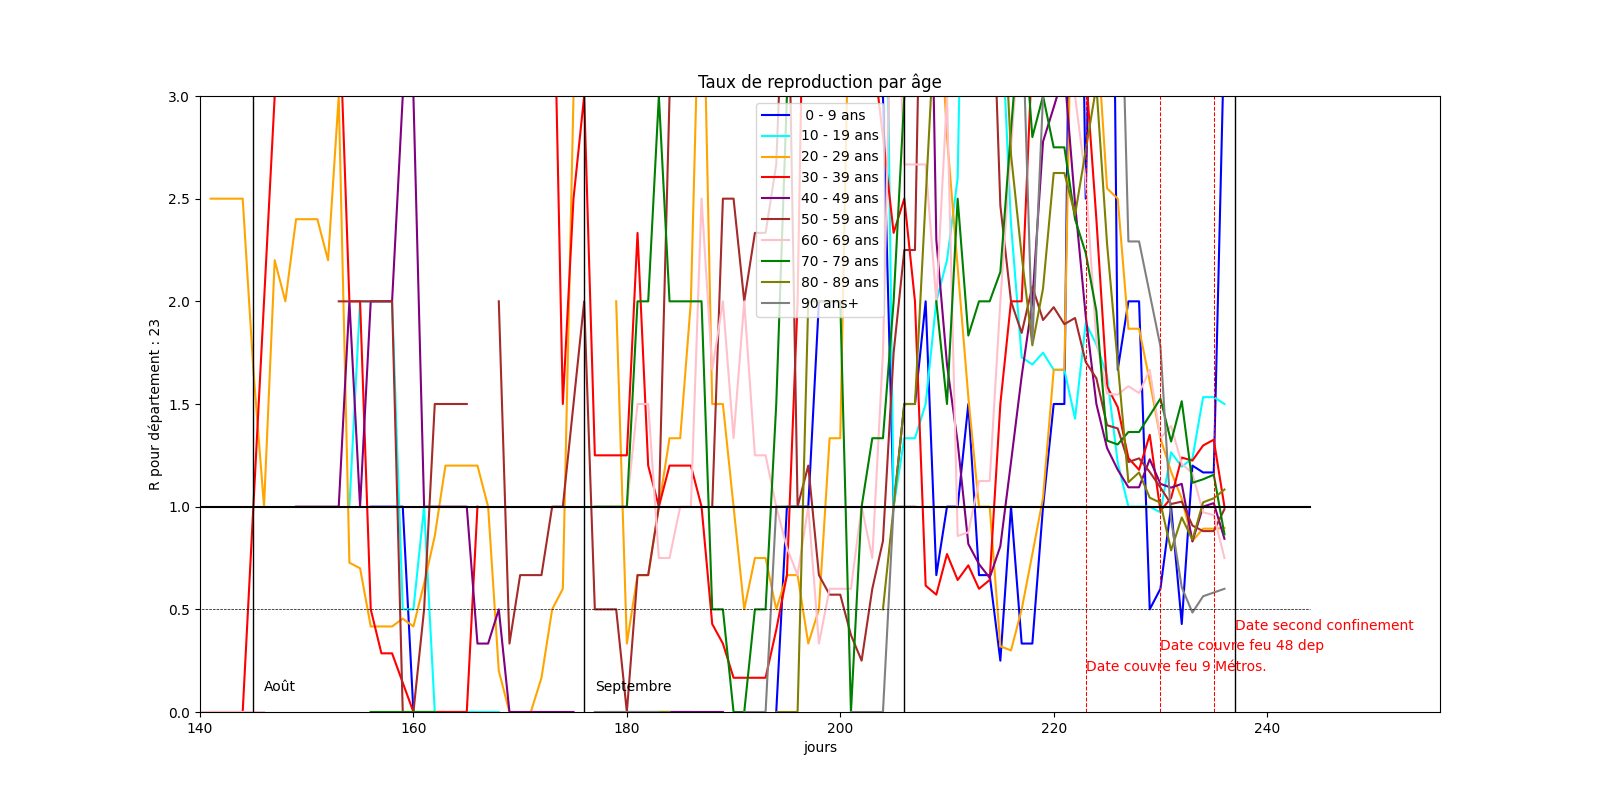 Taux de reproduction par âge
R pour département : 23
3.0
2.5
2.0
1.5
1.0
0.5
0.0
0 - 9 ans
10 - 19 ans
20 - 29 ans
30 - 39 ans
40 - 49 ans
50 - 59 ans
60 - 69 ans
70 - 79 ans
80 - 89 ans
90 ans+
Date second confinement
Date couvre feu 48 dep
Date couvre feu 9 Métros.
Août
Septembre
140 160 180 200 220 240
jours